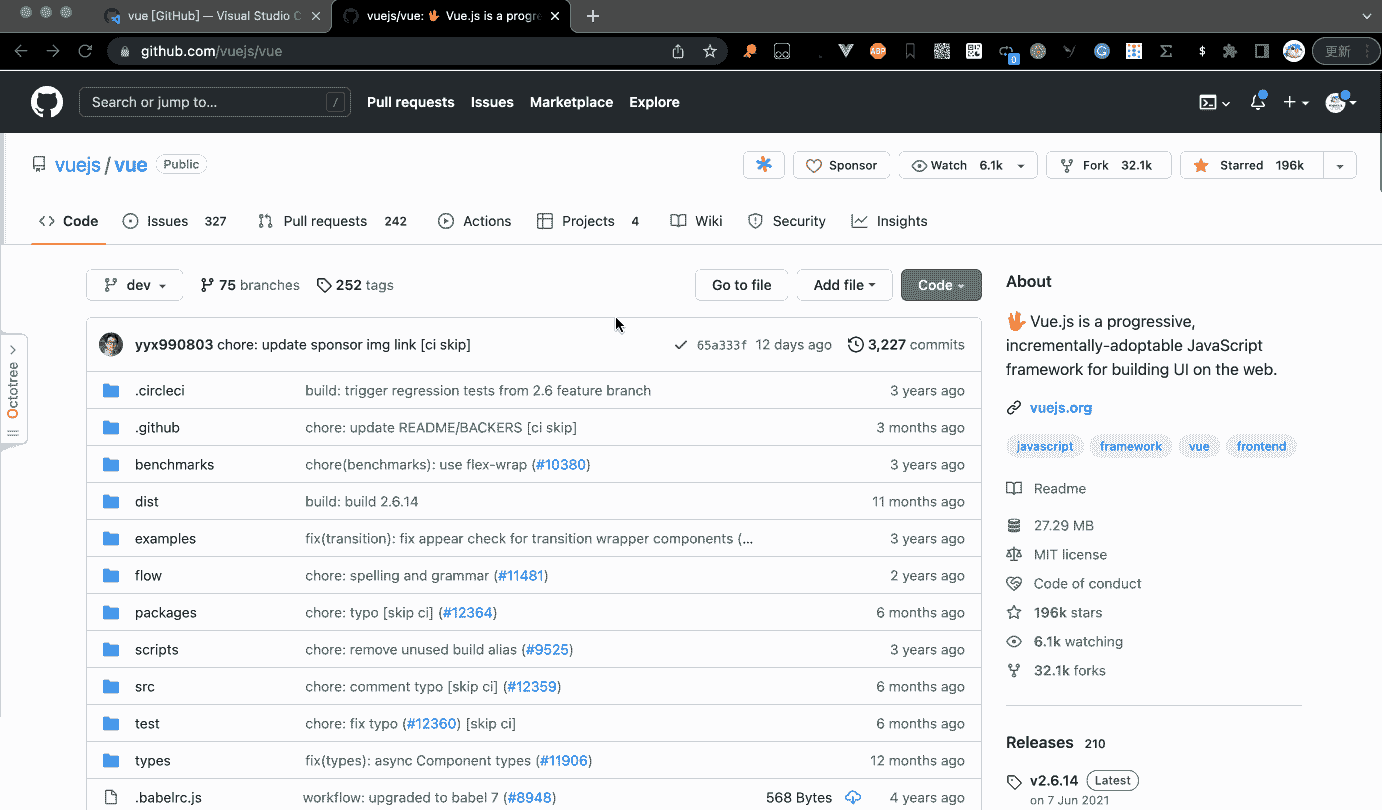 vue [GitHub] — Visual Studio C
vuejs/vue: 🖖 Vue.js is a progre
github.com/vuejs/vue
ABP
0
$
更新
Search or jump to...
/
Pull requests
Issues
Marketplace
Explore
vuejs / vue
Public
Sponsor
Watch 6.1k
Fork 32.1k
Starred 196k
Code
Issues 327
Pull requests 242
Actions
Projects 4
Wiki
Security
Insights
dev
75 branches
252 tags
Go to file
Add file
Code
yyx990803 chore: update sponsor img link [ci skip]
65a333f 12 days ago
3,227 commits
.circleci build: trigger regression tests from 2.6 feature branch 3 years ago
.github chore: update README/BACKERS [ci skip] 3 months ago
benchmarks chore(benchmarks): use flex-wrap (#10380) 3 years ago
dist build: build 2.6.14 11 months ago
examples fix(transition): fix appear check for transition wrapper components (... 3 years ago
flow chore: spelling and grammar (#11481) 2 years ago
packages chore: typo [skip ci] (#12364) 6 months ago
scripts chore: remove unused build alias (#9525) 3 years ago
src chore: comment typo [skip ci] (#12359) 6 months ago
test chore: fix typo (#12360) [skip ci] 6 months ago
types fix(types): async Component types (#11906) 12 months ago
.babelrc.js workflow: upgraded to babel 7 (#8948) 568 Bytes 4 years ago
Octotree
About
🖖 Vue.js is a progressive,
incrementally-adoptable JavaScript
framework for building UI on the web.
vuejs.org
javascript
framework
vue
frontend
Readme
27.29 MB
MIT license
Code of conduct
196k stars
6.1k watching
32.1k forks
Releases 210
v2.6.14 Latest
on 7 Jun 2021